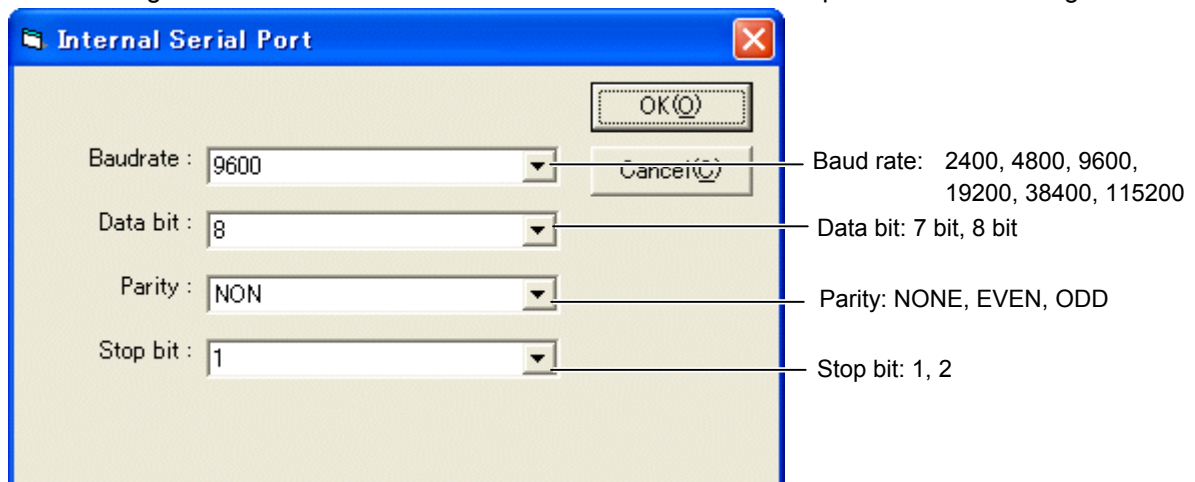 Internal Serial Port
OK(O)
Baudrate : 9600
Cancel(C)
Baud rate: 2400, 4800, 9600,
19200, 38400, 115200
Data bit : 8
Data bit: 7 bit, 8 bit
Parity : NON
Parity: NONE, EVEN, ODD
Stop bit : 1
Stop bit: 1, 2